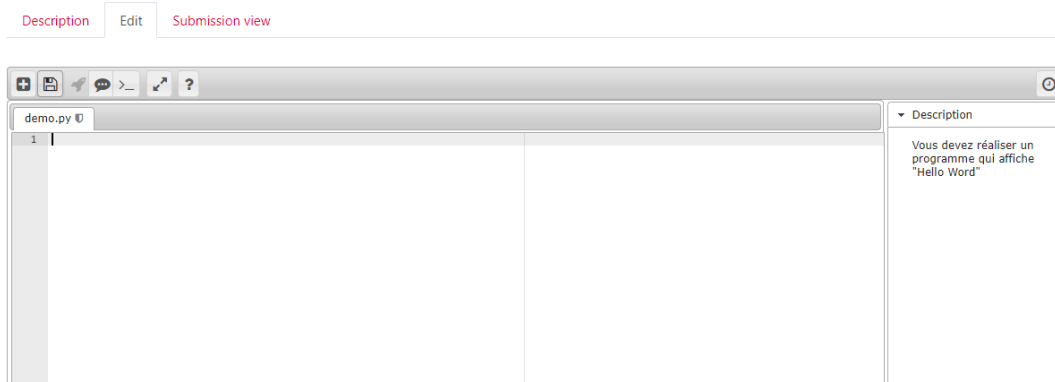 Description Edit Submission view
>_ ?
demo.py
Description
1
Vous devez réaliser un
programme qui affiche
"Hello Word"